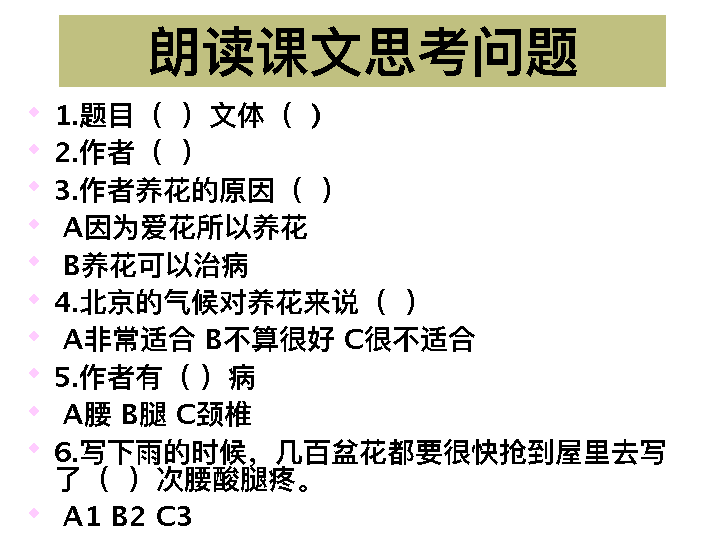 朗读课文思考问题
1.题目（ ）文体（ ）
2.作者（ ）
3.作者养花的原因（ ）
A因为爱花所以养花
B养花可以治病
4.北京的气候对养花来说（ ）
A非常适合 B不算很好 C很不适合
5.作者有（ ）病
A腰 B腿 C颈椎
6.写下雨的时候，几百盆花都要很快抢到屋里去写
了（ ）次腰酸腿疼。
A1 B2 C3